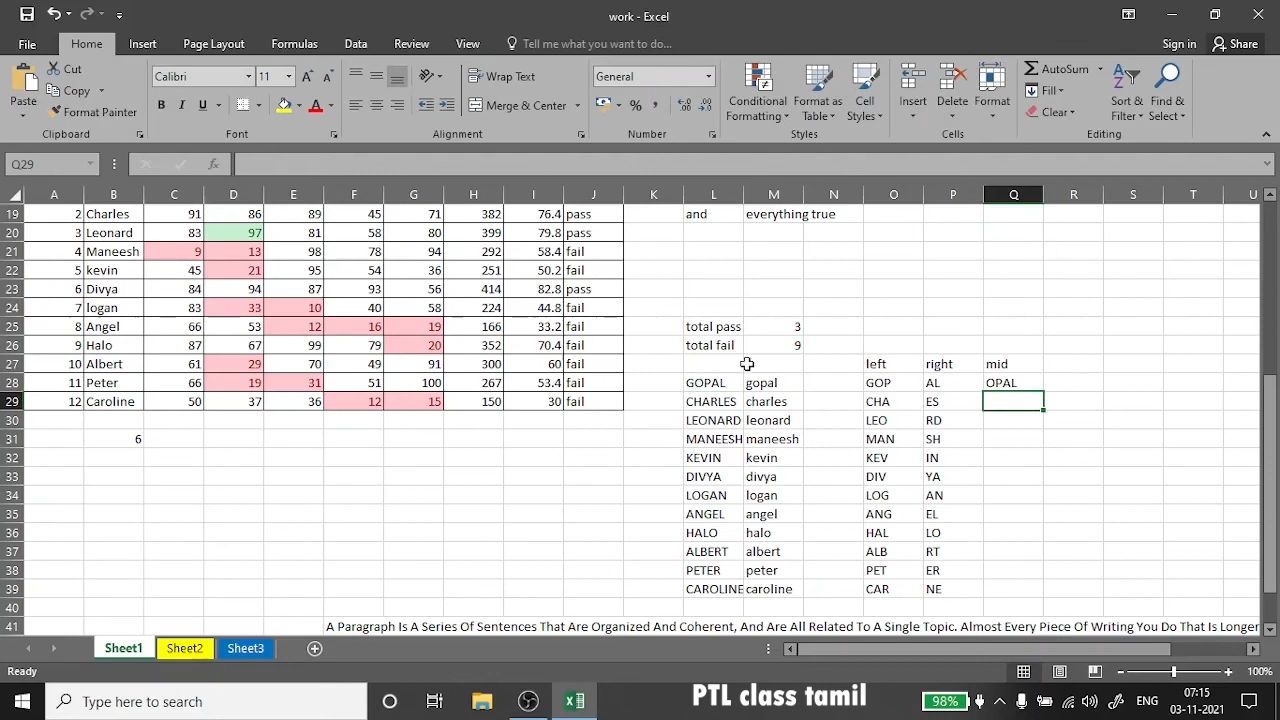 work - Excel
File Home Insert Page Layout Formulas Data Review View Tell me what you want to do... Sign in Share
Paste Cut Copy Format Painter Calibri 11 B I U A Wrap Text Merge & Center General % , Conditional Formatting Format as Table Cell Styles Insert Delete Format AutoSum Fill Clear Sort & Filter Find & Select
Clipboard Font Alignment Number Styles Cells Editing
Q29 fx
A B C D E F G H I J K L M N O P Q R S T U
19 2 Charles 91 86 89 45 71 382 76.4 pass and everything true
20 3 Leonard 83 97 81 58 80 399 79.8 pass
21 4 Maneesh 9 13 98 78 94 292 58.4 fail
22 5 kevin 45 21 95 54 36 251 50.2 fail
23 6 Divya 84 94 87 93 56 414 82.8 pass
24 7 logan 83 33 10 40 58 224 44.8 fail
25 8 Angel 66 53 12 16 19 166 33.2 fail total pass 3
26 9 Halo 87 67 99 79 20 352 70.4 fail total fail 9
27 10 Albert 61 29 70 49 91 300 60 fail left right mid
28 11 Peter 66 19 31 51 100 267 53.4 fail GOPAL gopal GOP AL OPAL
29 12 Caroline 50 37 36 12 15 150 30 fail CHARLES charles CHA ES
30 LEONARD leonard LEO RD
31 6 MANEESH maneesh MAN SH
32 KEVIN kevin KEV IN
33 DIVYA divya DIV YA
34 LOGAN logan LOG AN
35 ANGEL angel ANG EL
36 HALO halo HAL LO
37 ALBERT albert ALB RT
38 PETER peter PET ER
39 CAROLINE caroline CAR NE
40
41 A Paragraph Is A Series Of Sentences That Are Organized And Coherent, And Are All Related To A Single Topic. Almost Every Piece Of Writing You Do That Is Longer
Sheet1 Sheet2 Sheet3
Ready 100%
Type here to search PTL class tamil 98% ENG 07:15
03-11-2021